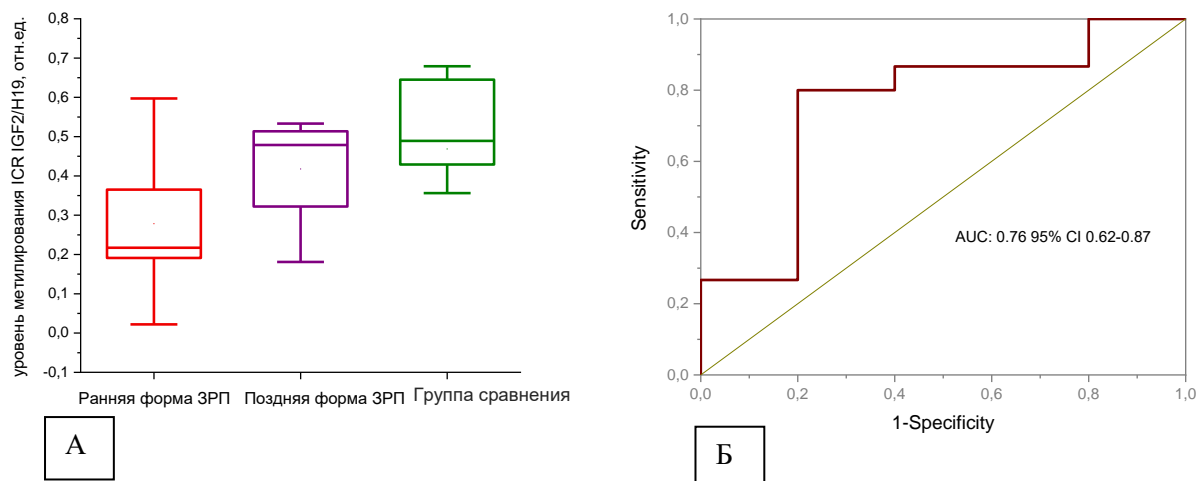 уровень метилирования ICR IGF2/H19, отн.ед.
0,8
0,7
0,6
0,5
0,4
0,3
0,2
0,1
0,0
-0,1
Ранняя форма ЗРП
Поздняя форма ЗРП
Группа сравнения
А
Sensitivity
1,0
0,8
0,6
0,4
0,2
0,0
AUC: 0.76 95% CI 0.62-0.87
0,0
0,2
0,4
0,6
0,8
1,0
1-Specificity
Б